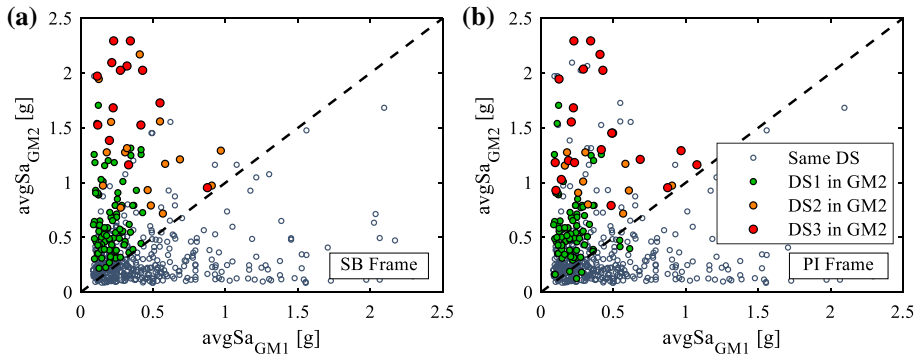 (a)
2.5
2
1.5
1
0.5
0
avgSa_GM2 [g]
0 0.5 1 1.5 2 2.5
avgSa_GM1 [g]
SB Frame
(b)
2.5
2
1.5
1
0.5
0
avgSa_GM2 [g]
0 0.5 1 1.5 2 2.5
avgSa_GM1 [g]
Same DS
DS1 in GM2
DS2 in GM2
DS3 in GM2
PI Frame